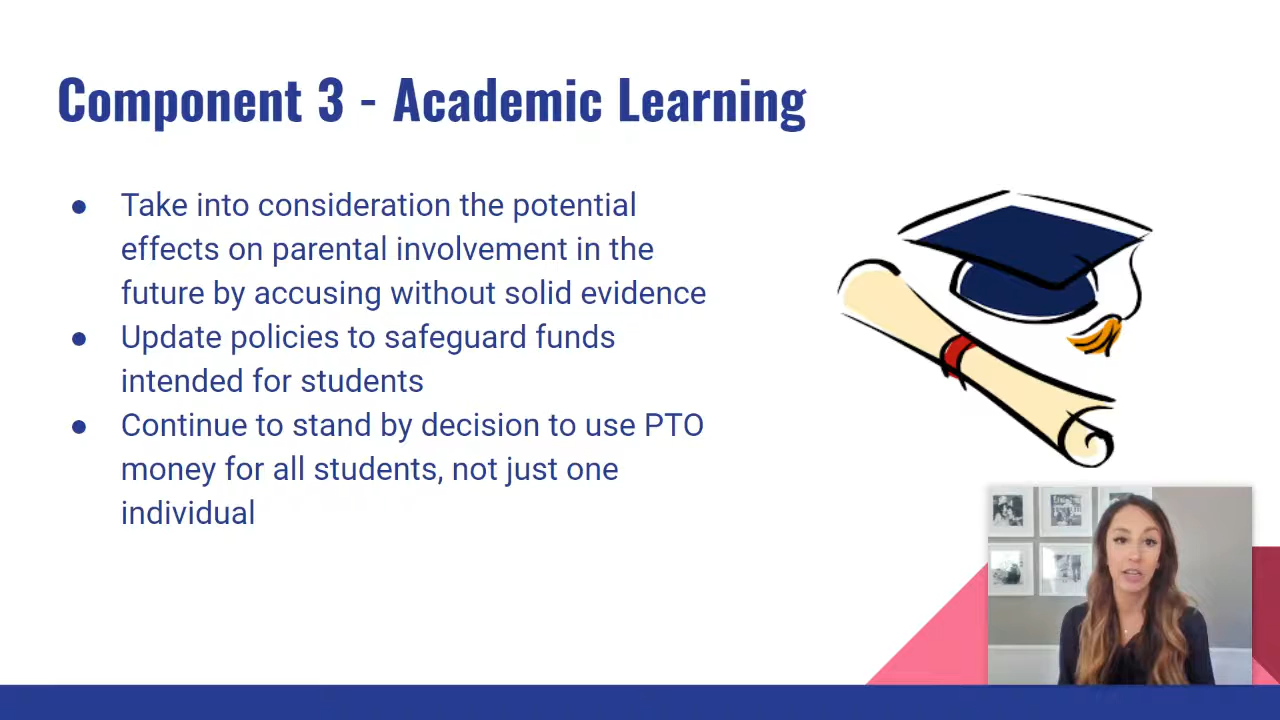 Component 3 - Academic Learning
● Take into consideration the potential
effects on parental involvement in the
future by accusing without solid evidence
● Update policies to safeguard funds
intended for students
● Continue to stand by decision to use PTO
money for all students, not just one
individual